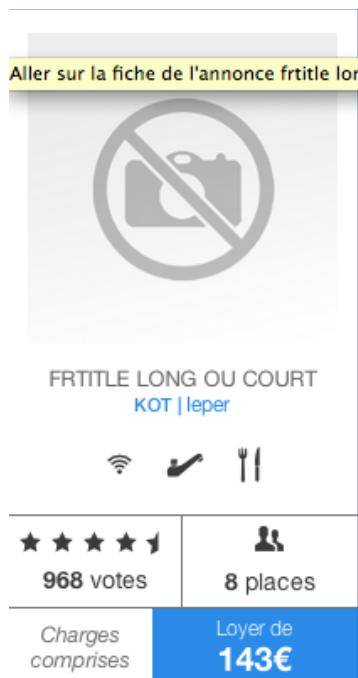 Aller sur la fiche de l'annonce frtitle lor
FRTITLE LONG OU COURT
KOT | Ieper
968 votes
8 places
Charges
comprises
Loyer de
143€